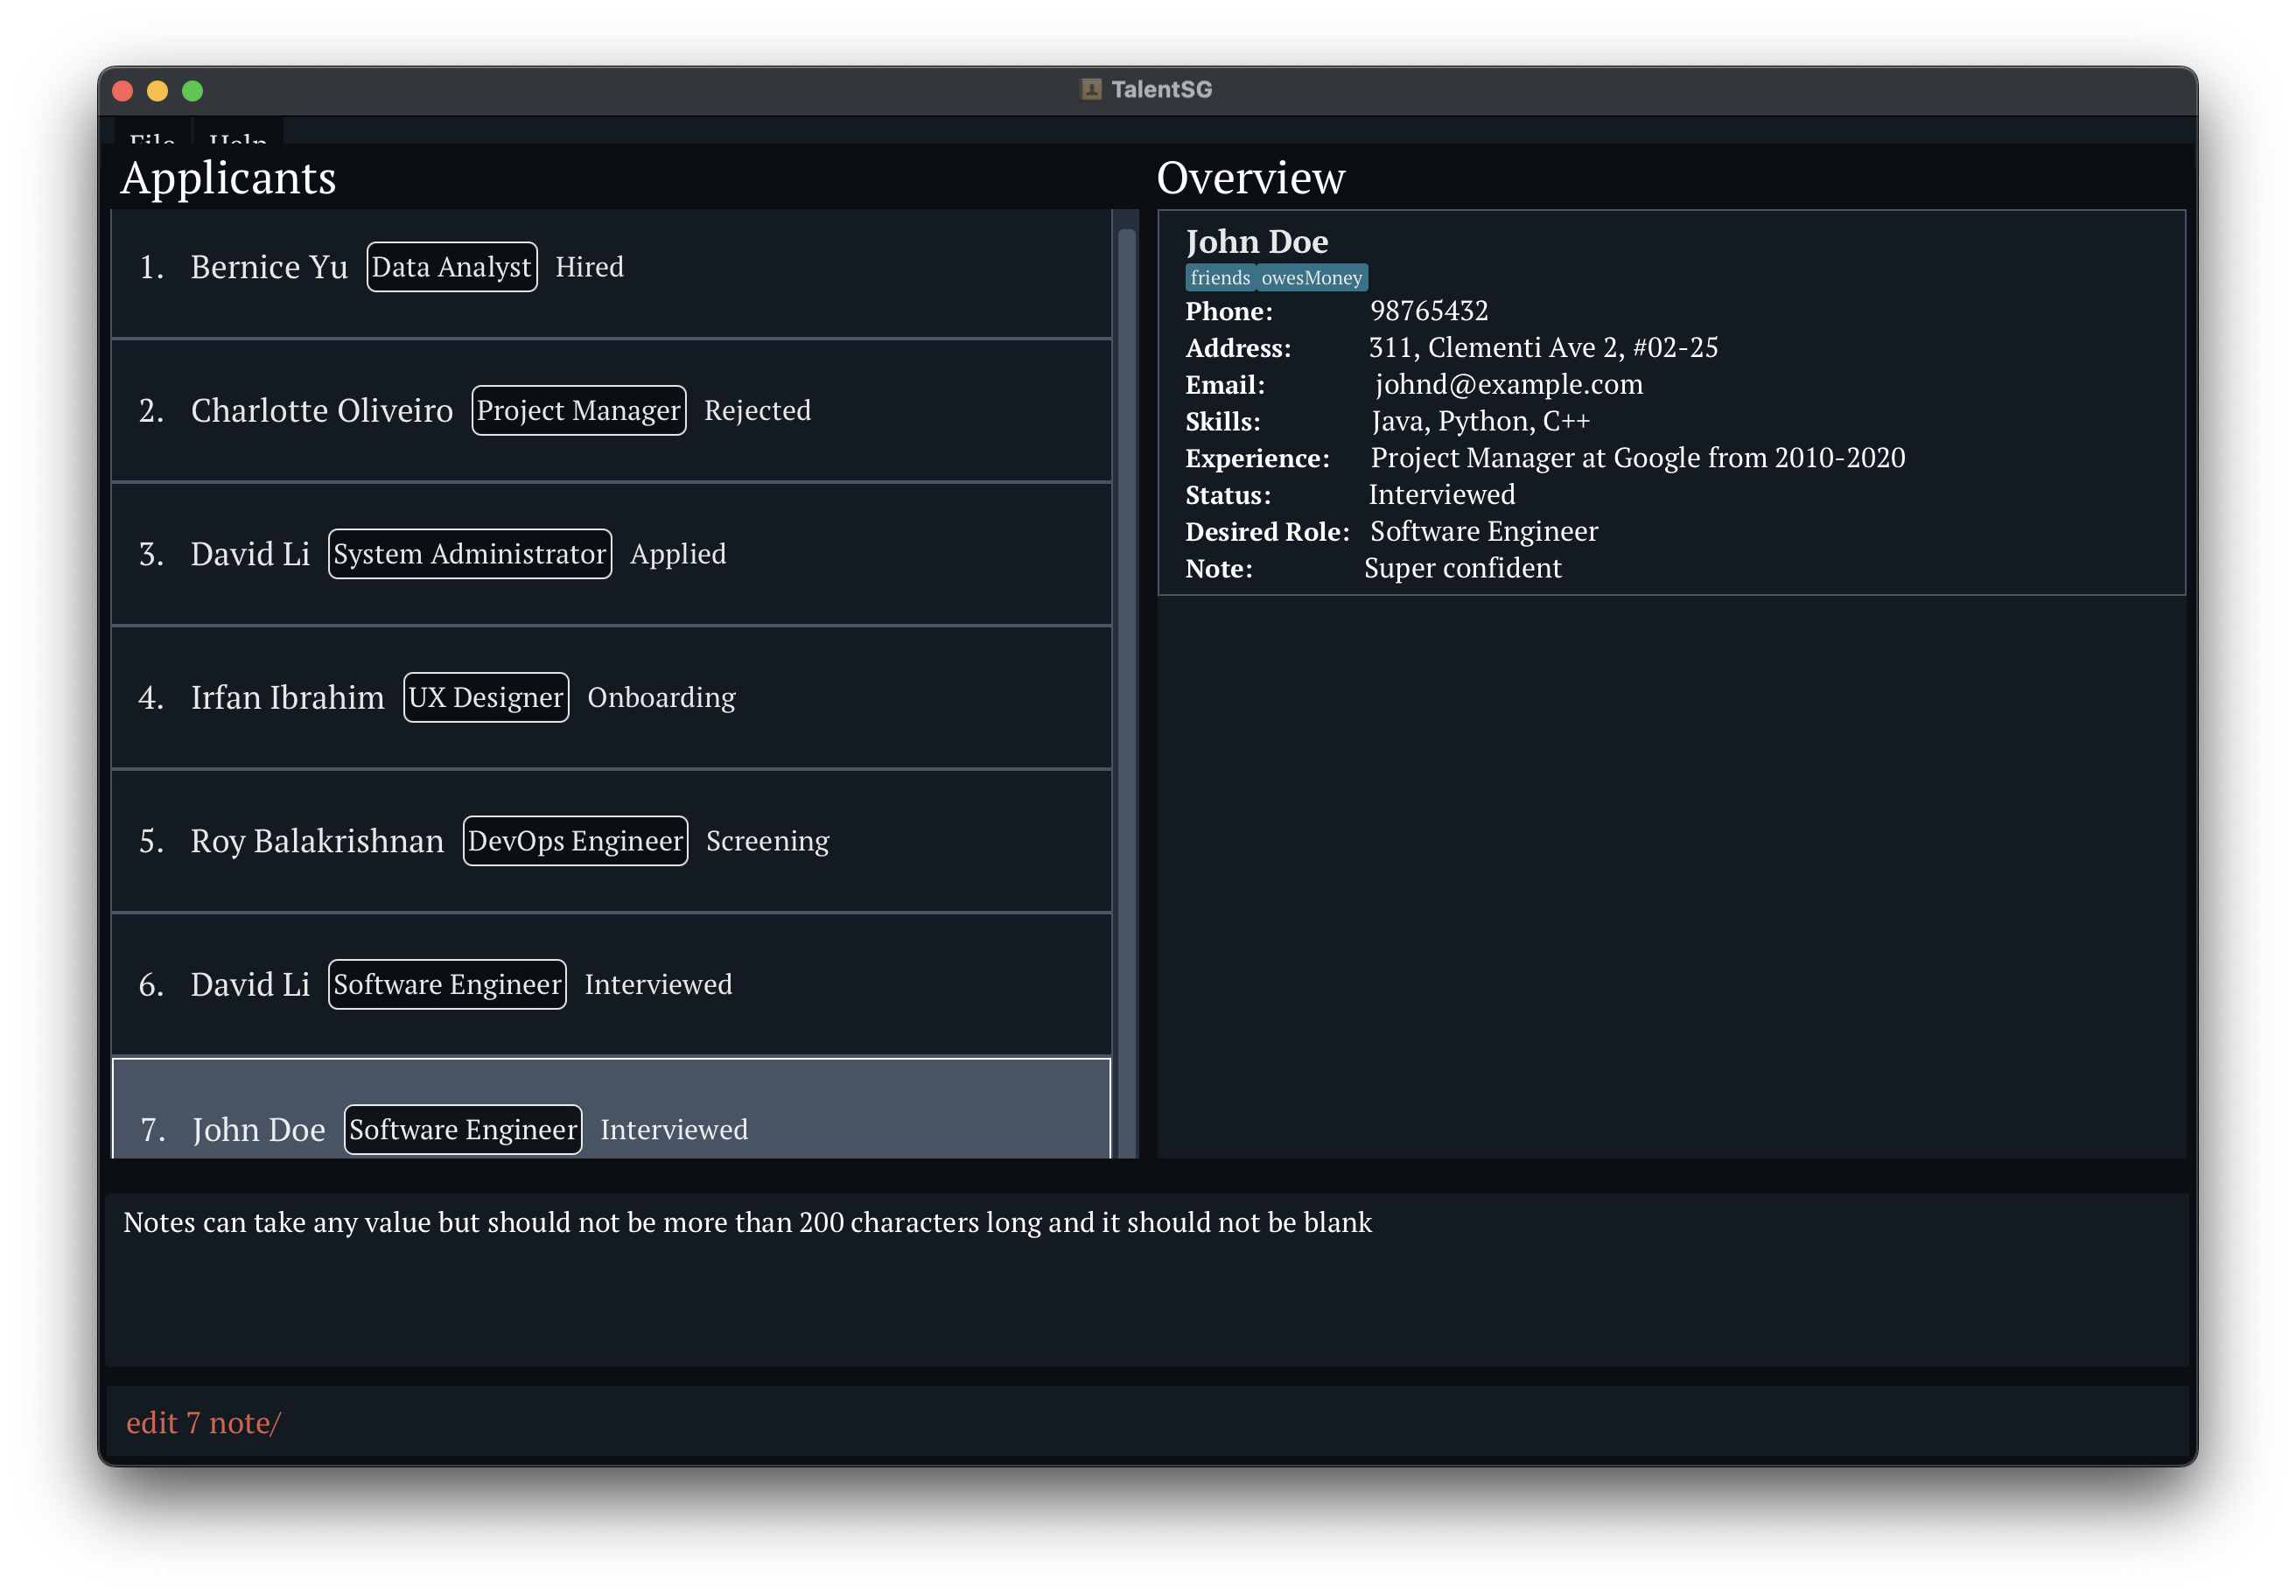 TalentSG
File Help
Applicants
1. Bernice Yu Data Analyst Hired
2. Charlotte Oliveiro Project Manager Rejected
3. David Li System Administrator Applied
4. Irfan Ibrahim UX Designer Onboarding
5. Roy Balakrishnan DevOps Engineer Screening
6. David Li Software Engineer Interviewed
7. John Doe Software Engineer Interviewed
Overview
John Doe
friends owesMoney
Phone: 98765432
Address: 311, Clementi Ave 2, #02-25
Email: johnd@example.com
Skills: Java, Python, C++
Experience: Project Manager at Google from 2010-2020
Status: Interviewed
Desired Role: Software Engineer
Note: Super confident
Notes can take any value but should not be more than 200 characters long and it should not be blank
edit 7 note/